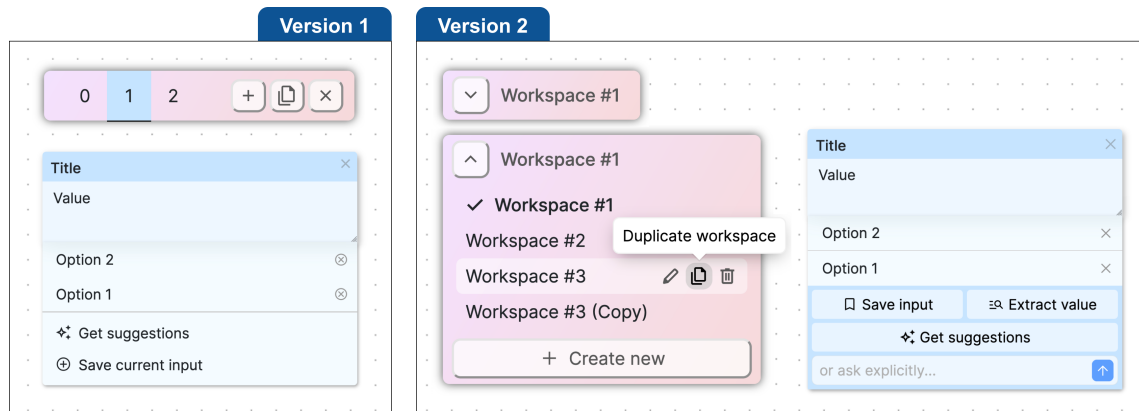 Version 1
0 1 2
Title
Value
Option 2
Option 1
Get suggestions
Save current input
Version 2
Workspace #1
Workspace #1
Workspace #1
Workspace #2
Duplicate workspace
Workspace #3
Workspace #3 (Copy)
Create new
Title
Value
Option 2
Option 1
Save input Extract value
Get suggestions
or ask explicitly...